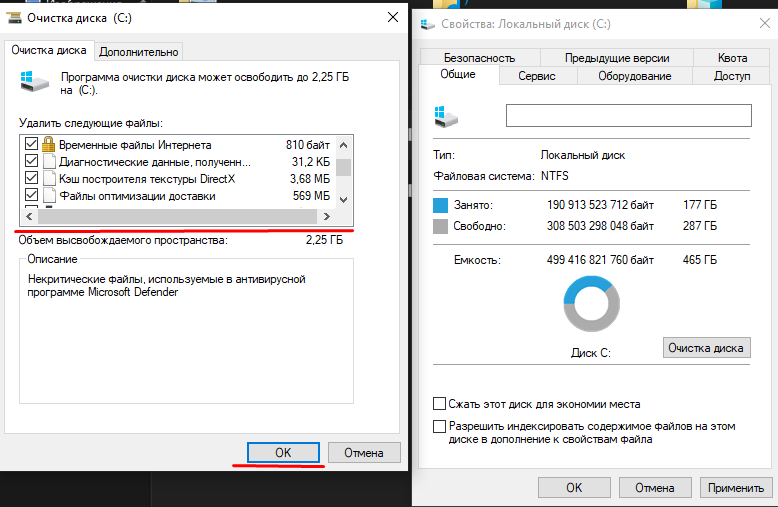 Очистка диска (C:)
Очистка диска
Дополнительно
Программа очистки диска может освободить до 2,25 ГБ
на (C:).
Удалить следующие файлы:
Временные файлы Интернета 810 байт
Диагностические данные, полученн... 31,2 КБ
Кэш построителя текстуры DirectX 3,68 МБ
Файлы оптимизации доставки 569 МБ
Объем высвобождаемого пространства: 2,25 ГБ
Описание
Некритические файлы, используемые в антивирусной
программе Microsoft Defender
OK
Отмена
Свойства: Локальный диск (C:)
Безопасность
Предыдущие версии
Квота
Общие
Сервис
Оборудование
Доступ
Тип: Локальный диск
Файловая система: NTFS
Занято: 190 913 523 712 байт 177 ГБ
Свободно: 308 503 298 048 байт 287 ГБ
Емкость: 499 416 821 760 байт 465 ГБ
Диск C:
Очистка диска
Сжать этот диск для экономии места
Разрешить индексировать содержимое файлов на этом
диске в дополнение к свойствам файла
OK
Отмена
Применить